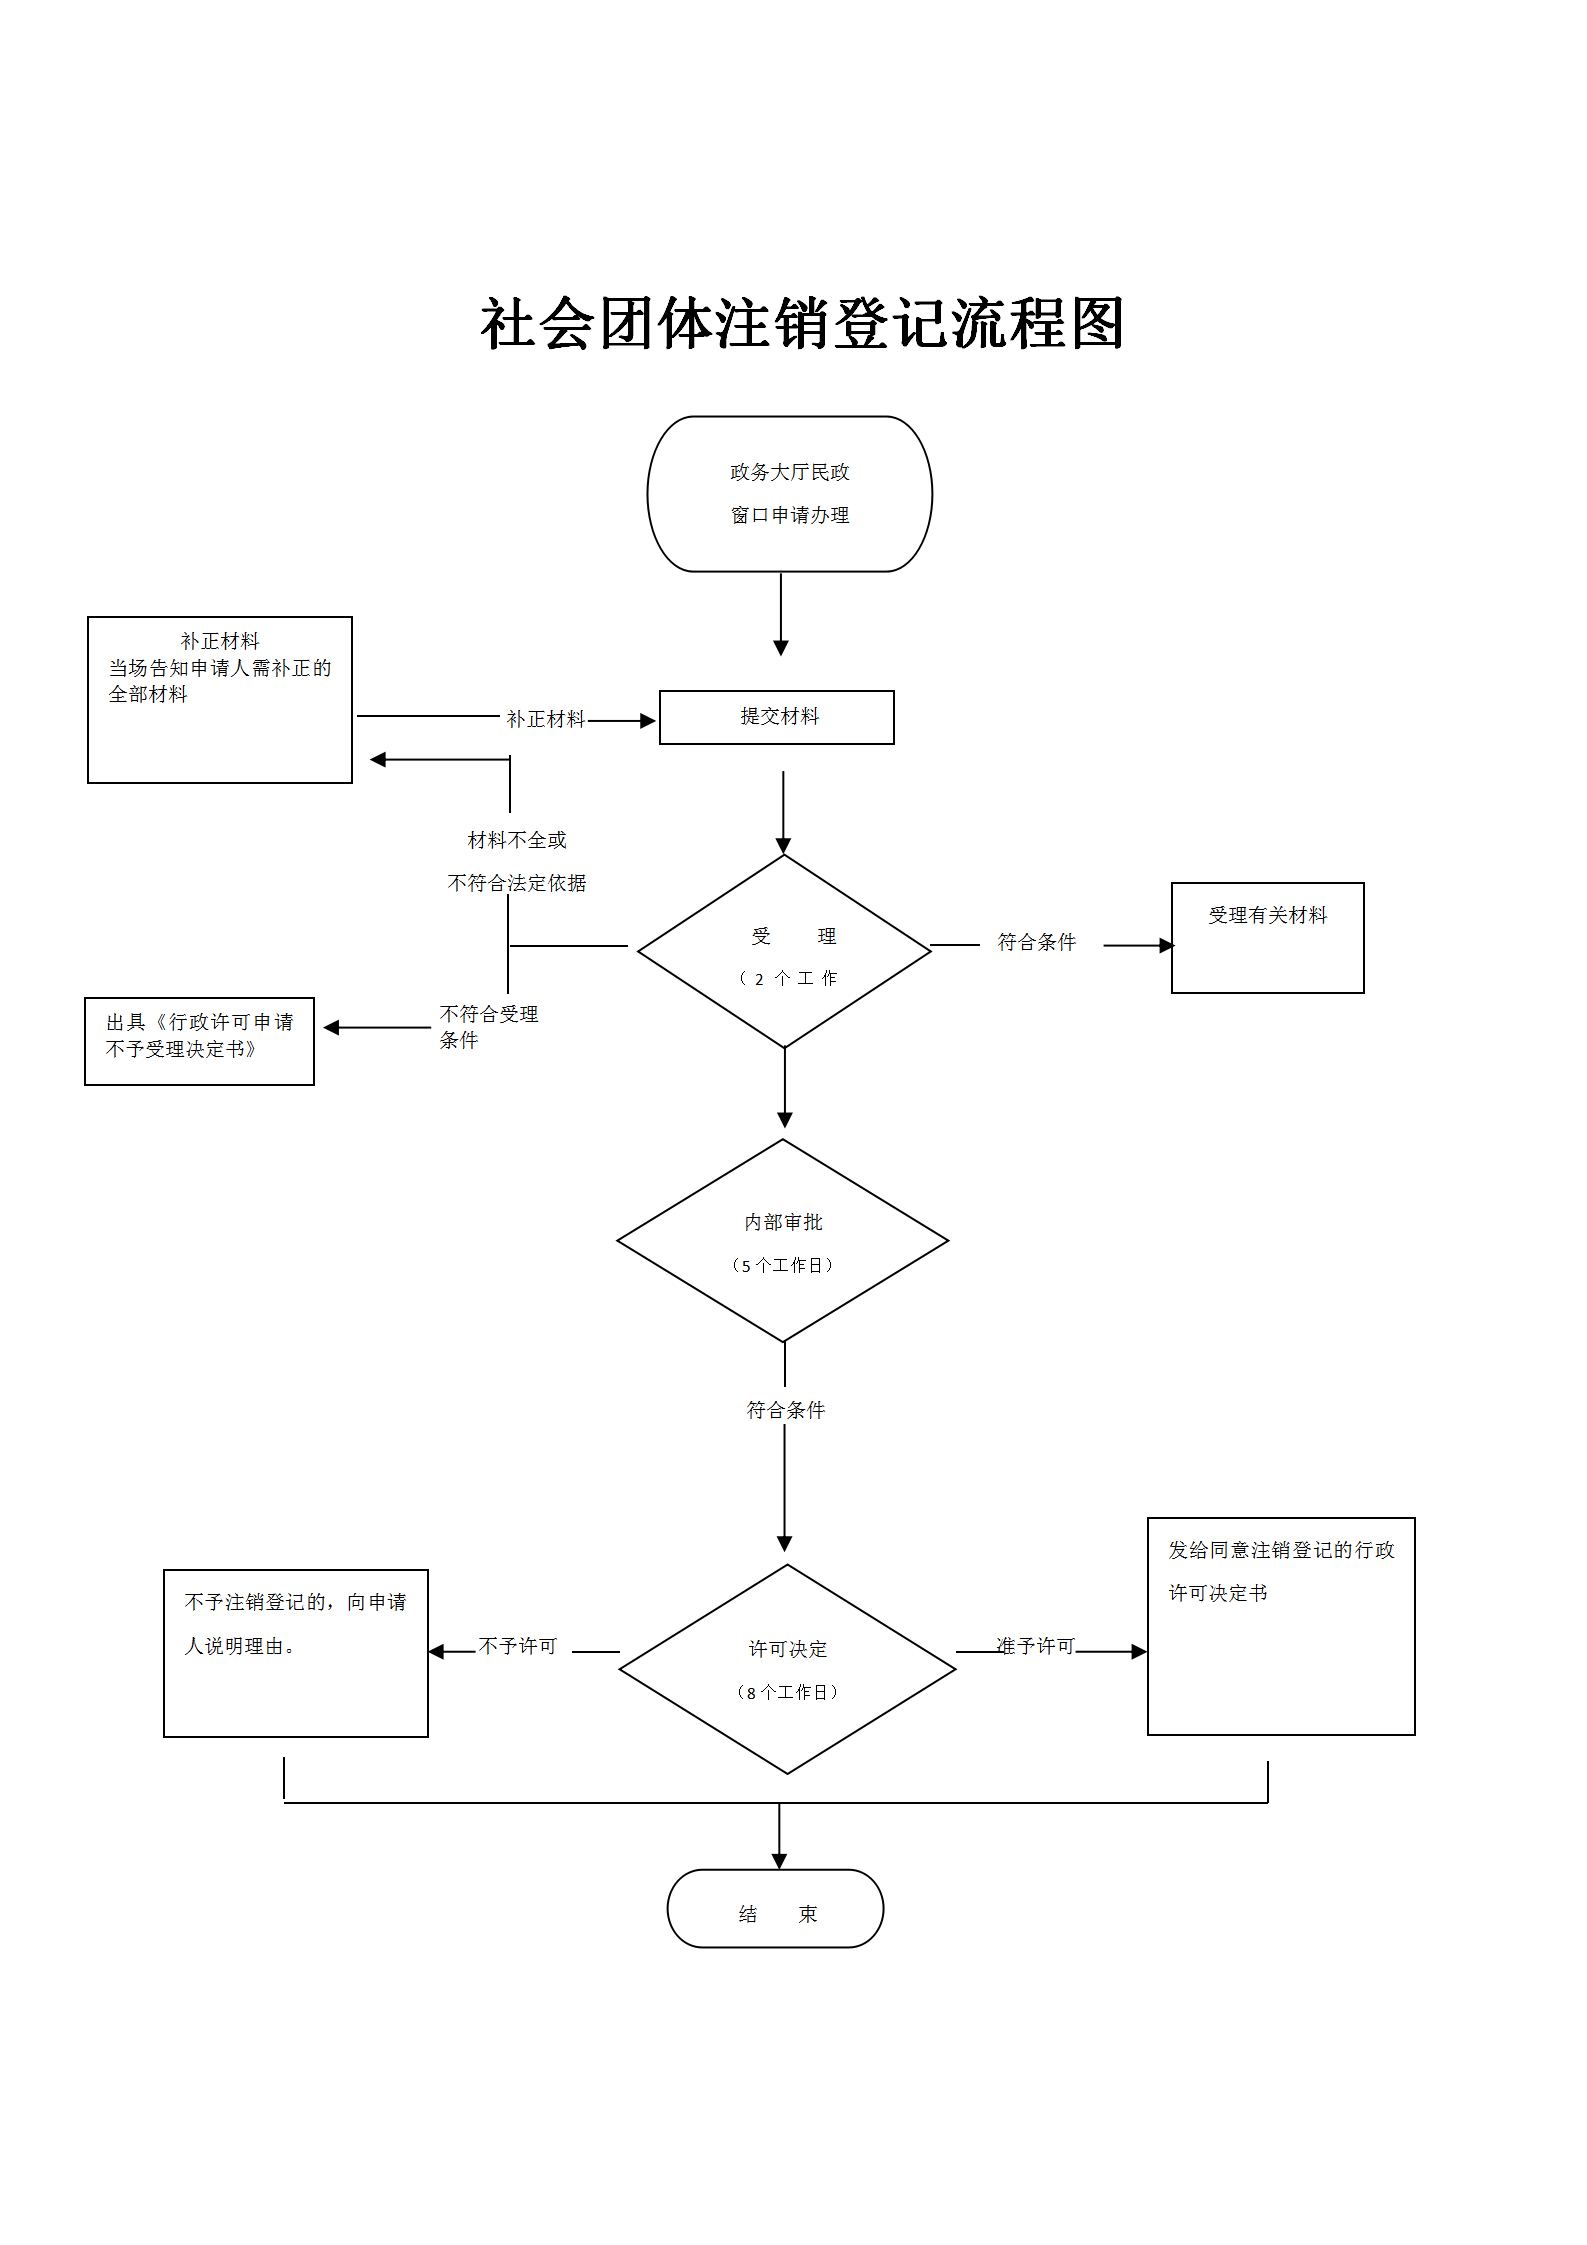 社会团体注销登记流程图
政务大厅民政
窗口申请办理
补正材料
当场告知申请人需补正的
全部材料
补正材料
提交材料
材料不全或
不符合法定依据
受 理
（2 个工作
符合条件
受理有关材料
出具《行政许可申请
不予受理决定书》
不符合受理
条件
内部审批
（5 个工作日）
符合条件
不予注销登记的，向申请
人说明理由。
不予许可
许可决定
（8 个工作日）
准予许可
发给同意注销登记的行政
许可决定书
结 束